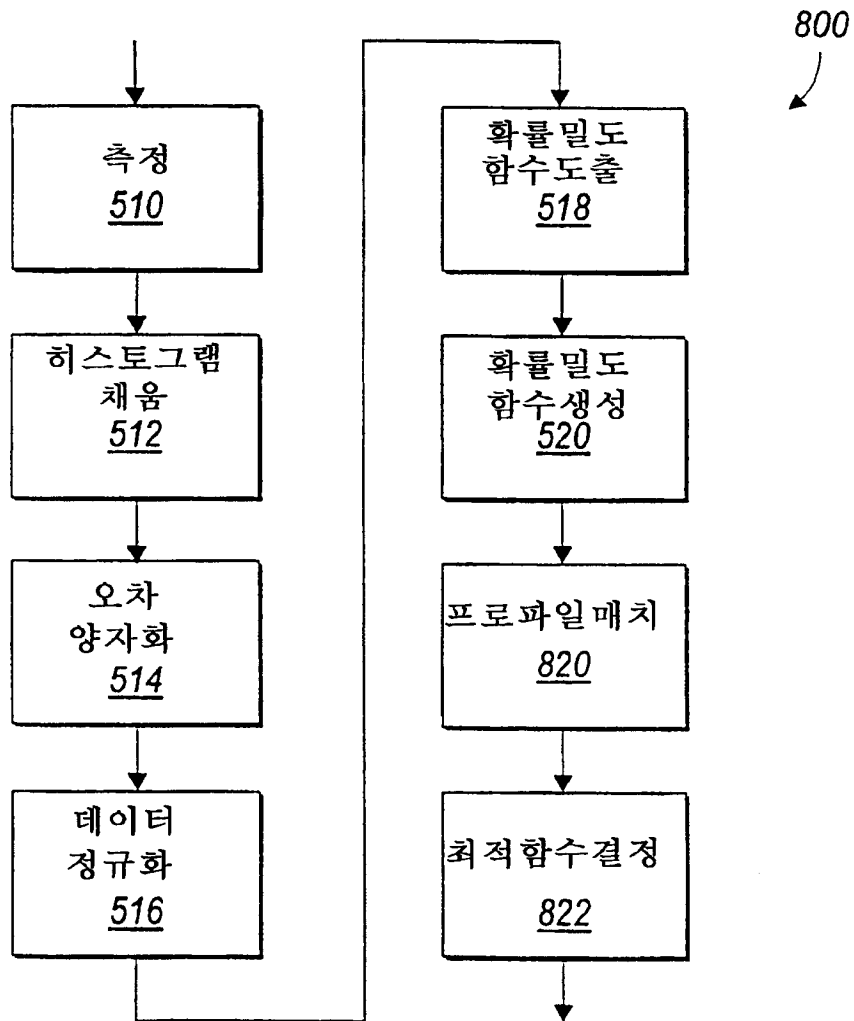 800
측정
510
히스토그램
채움
512
오차
양자화
514
데이터
정규화
516
확률밀도
함수도출
518
확률밀도
함수생성
520
프로파일매치
820
최적함수결정
822